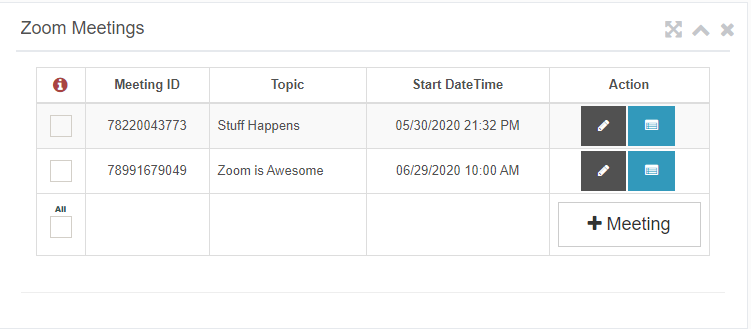 Zoom Meetings
Meeting ID Topic Start DateTime Action
78220043773 Stuff Happens 05/30/2020 21:32 PM
78991679049 Zoom is Awesome 06/29/2020 10:00 AM
All
+ Meeting